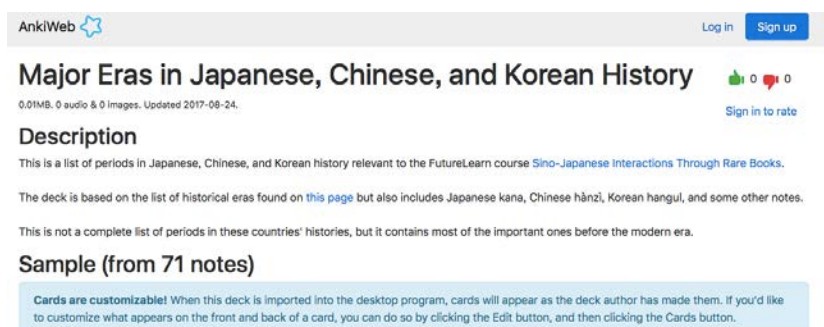 AnkiWeb
Log in
Sign up
Major Eras in Japanese, Chinese, and Korean History
0
0
0.01MB. 0 audio & 0 images. Updated 2017-08-24.
Sign in to rate
Description
This is a list of periods in Japanese, Chinese, and Korean history relevant to the FutureLearn course Sino-Japanese Interactions Through Rare Books.
The deck is based on the list of historical eras found on this page but also includes Japanese kana, Chinese hànzì, Korean hangul, and some other notes.
This is not a complete list of periods in these countries' histories, but it contains most of the important ones before the modern era.
Sample (from 71 notes)
Cards are customizable! When this deck is imported into the desktop program, cards will appear as the deck author has made them. If you'd like
to customize what appears on the front and back of a card, you can do so by clicking the Edit button, and then clicking the Cards button.